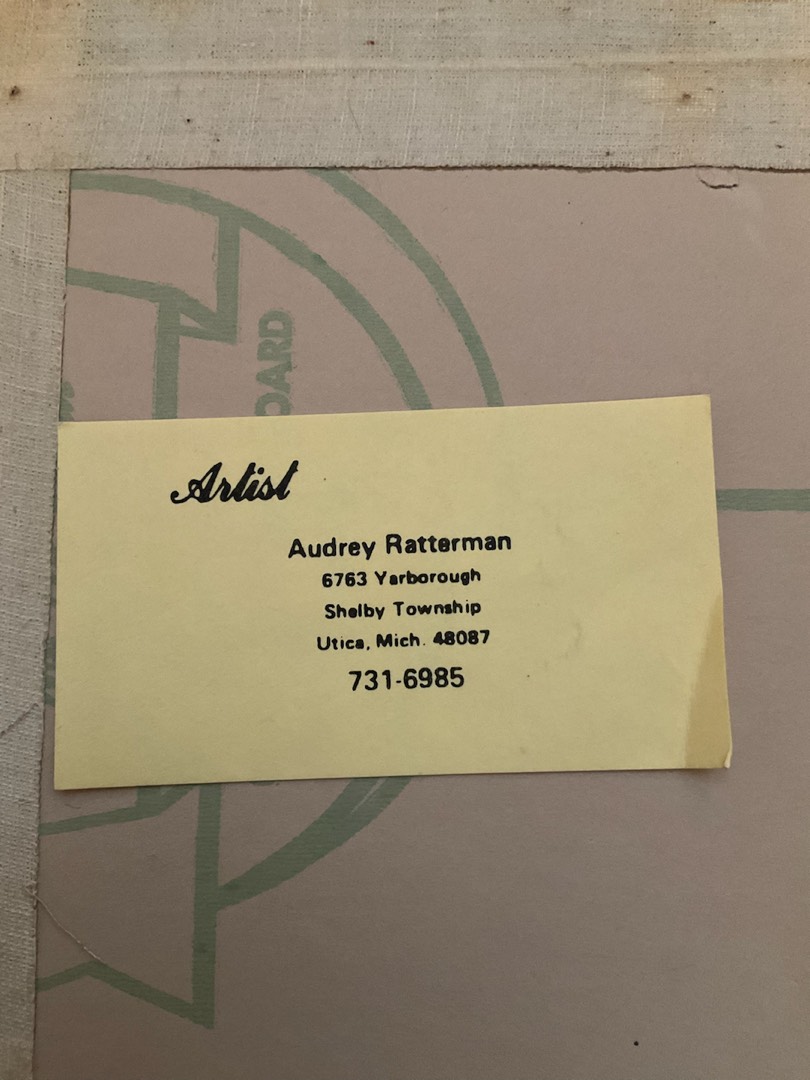 OARD
Artist
Audrey Ratterman
6763 Yarborough
Shelby Township
Utica, Mich. 48087
731-6985